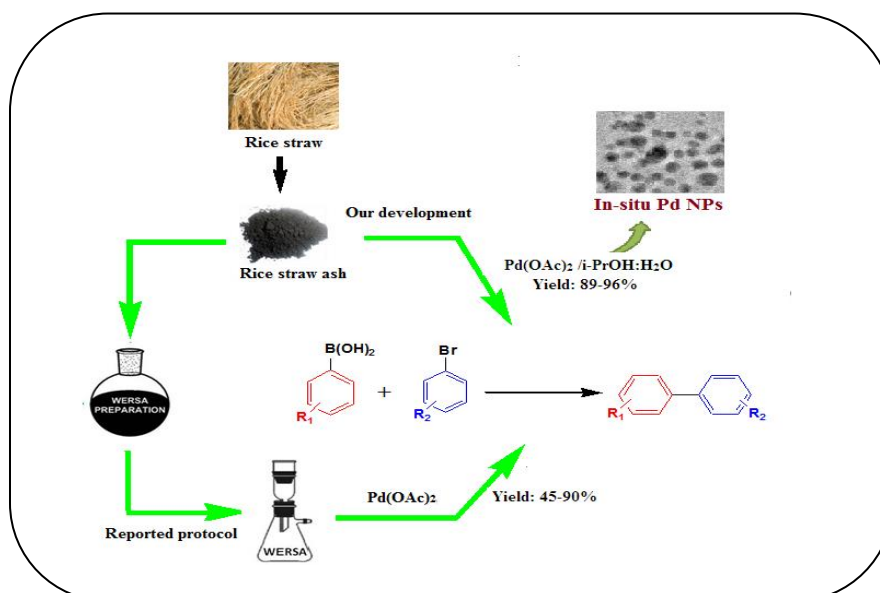 Rice straw
Rice straw ash
Our development
In-situ Pd NPs
Pd(OAc)₂ /i-PrOH:H₂O
Yield: 89-96%
WERSA
PREPARATION
B(OH)₂
R₁
+
Br
R₂
R₁
R₂
Reported protocol
WERSA
Pd(OAc)₂
Yield: 45-90%